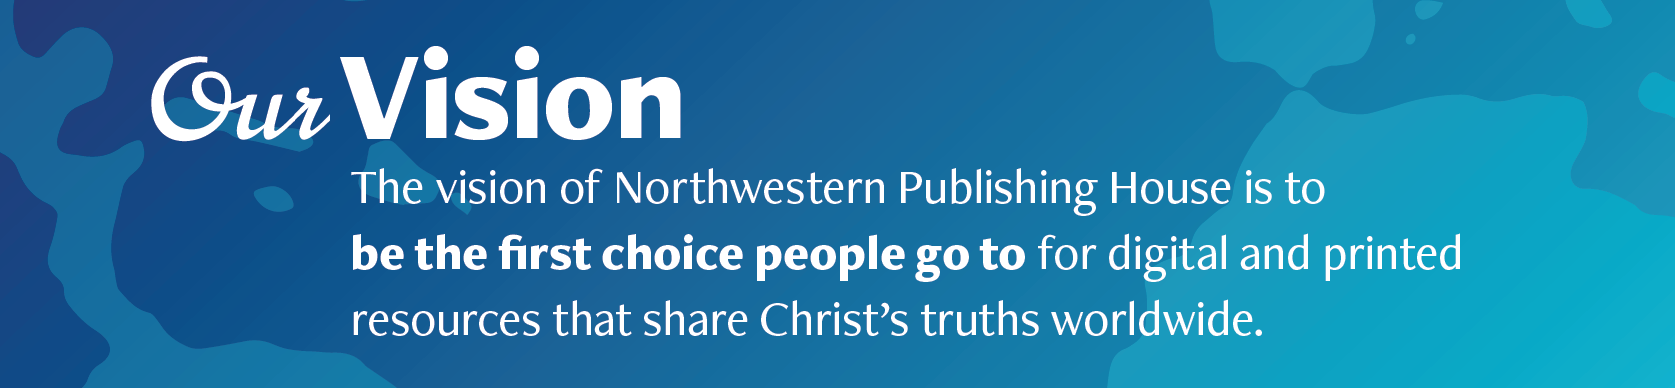 Our Vision
The vision of Northwestern Publishing House is to
be the first choice people go to for digital and printed
resources that share Christ’s truths worldwide.